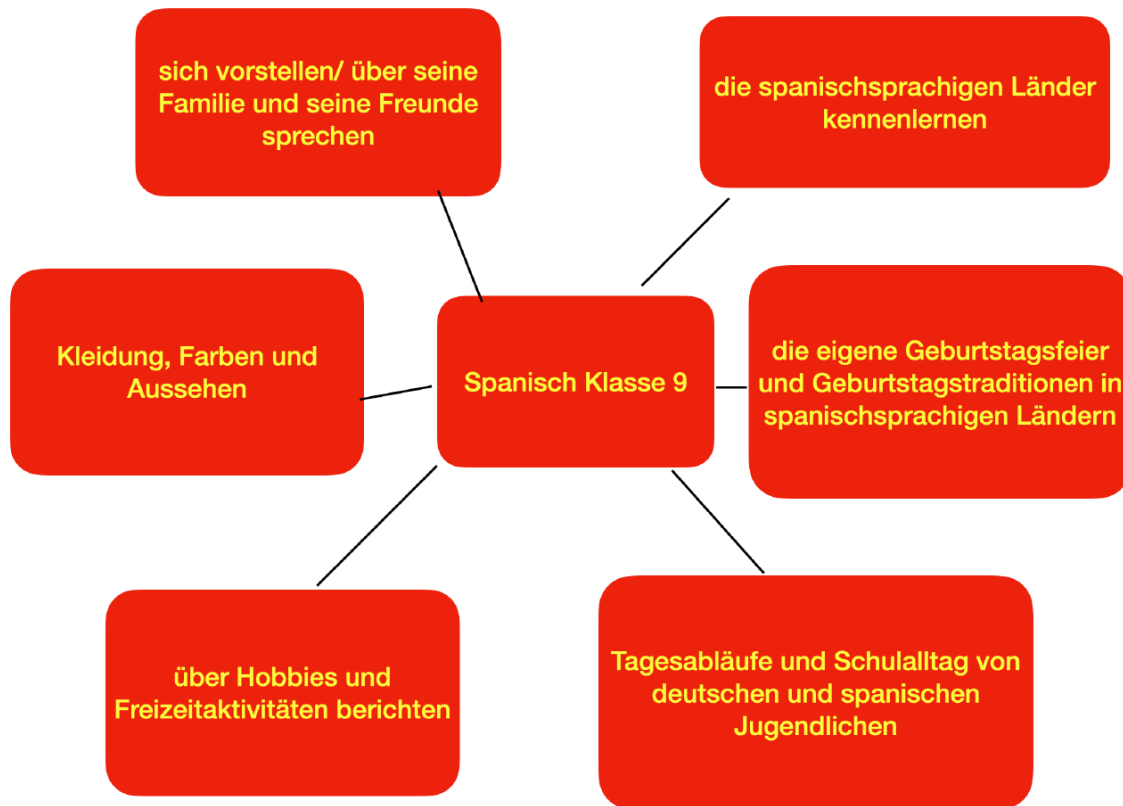 sich vorstellen/ über seine
Familie und seine Freunde
sprechen
die spanischsprachigen Länder
kennenlernen
Kleidung, Farben und
Aussehen
Spanisch Klasse 9
die eigene Geburtstagsfeier
und Geburtstagstraditionen in
spanischsprachigen Ländern
über Hobbies und
Freizeitaktivitäten berichten
Tagesabläufe und Schulalltag von
deutschen und spanischen
Jugendlichen